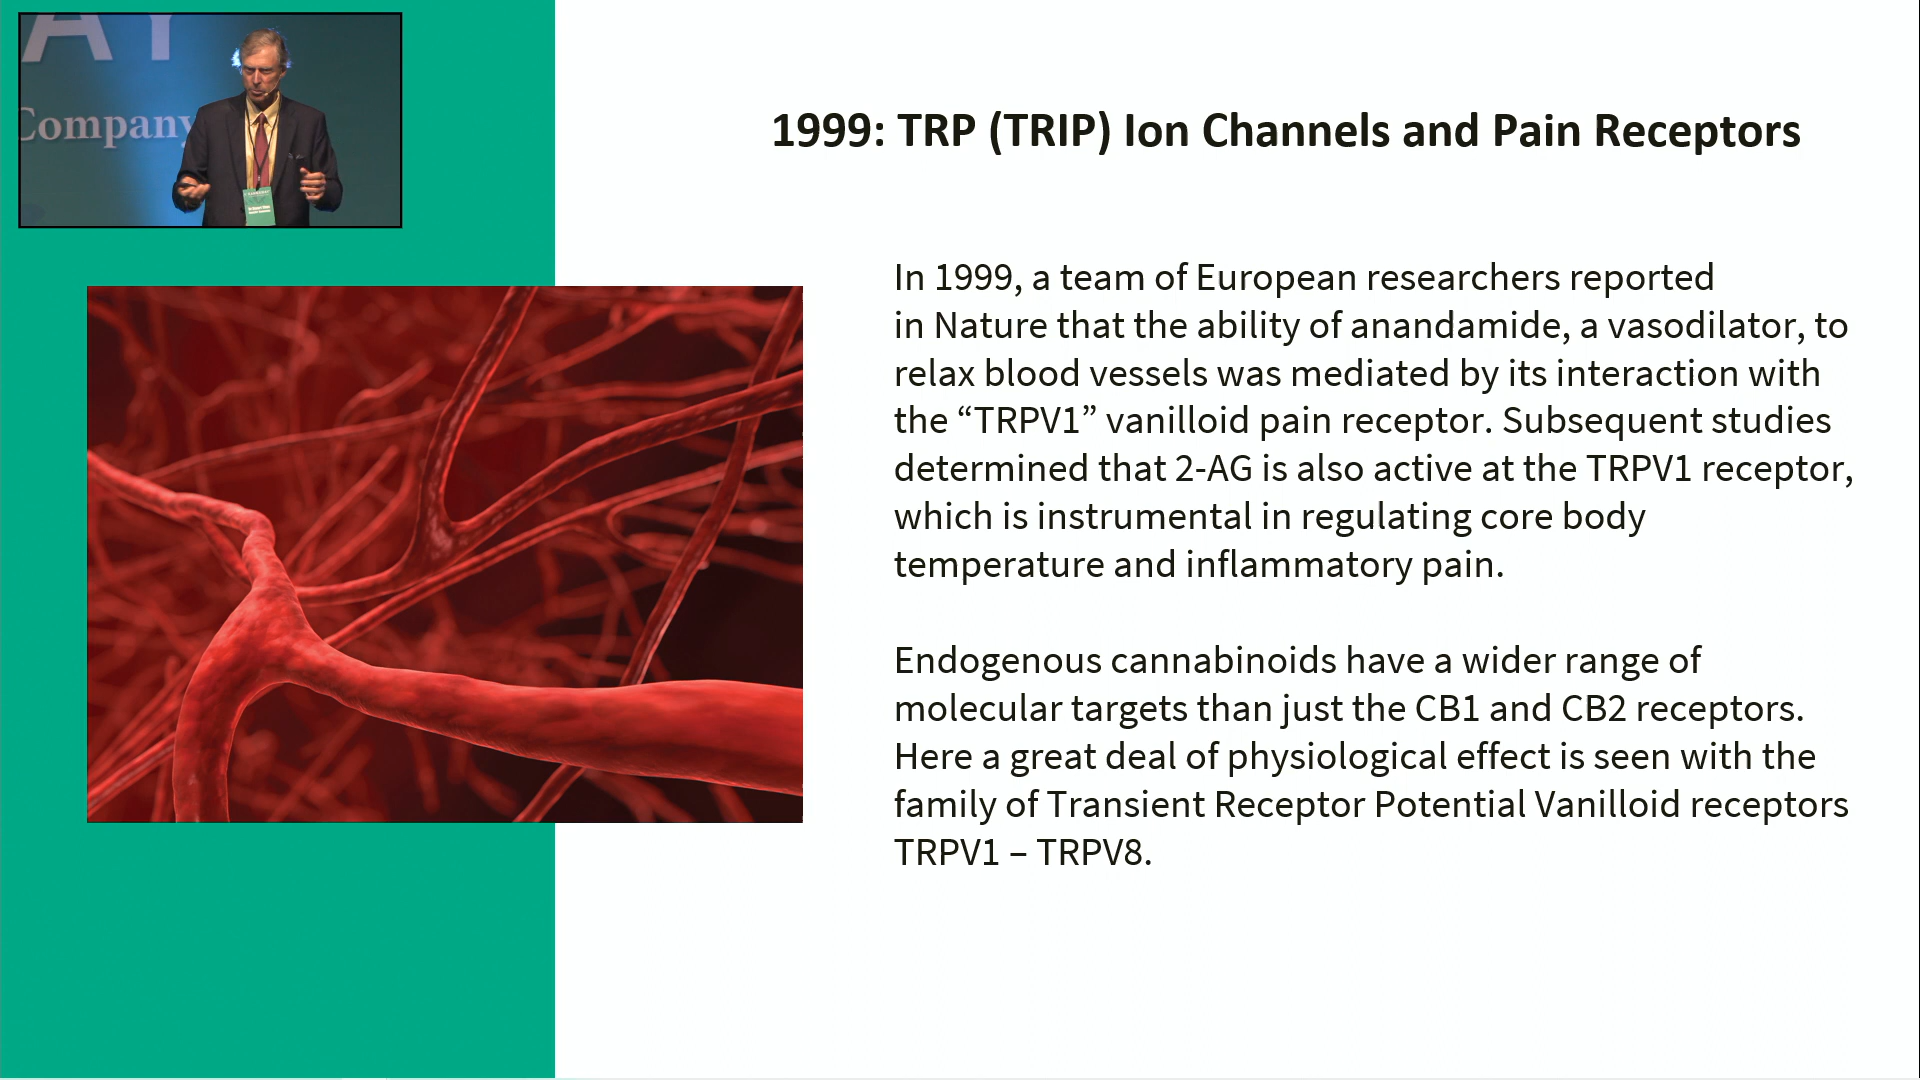 AY
Company
1999: TRP (TRIP) Ion Channels and Pain Receptors
In 1999, a team of European researchers reported
in Nature that the ability of anandamide, a vasodilator, to
relax blood vessels was mediated by its interaction with
the “TRPV1” vanilloid pain receptor. Subsequent studies
determined that 2-AG is also active at the TRPV1 receptor,
which is instrumental in regulating core body
temperature and inflammatory pain.
Endogenous cannabinoids have a wider range of
molecular targets than just the CB1 and CB2 receptors.
Here a great deal of physiological effect is seen with the
family of Transient Receptor Potential Vanilloid receptors
TRPV1 – TRPV8.